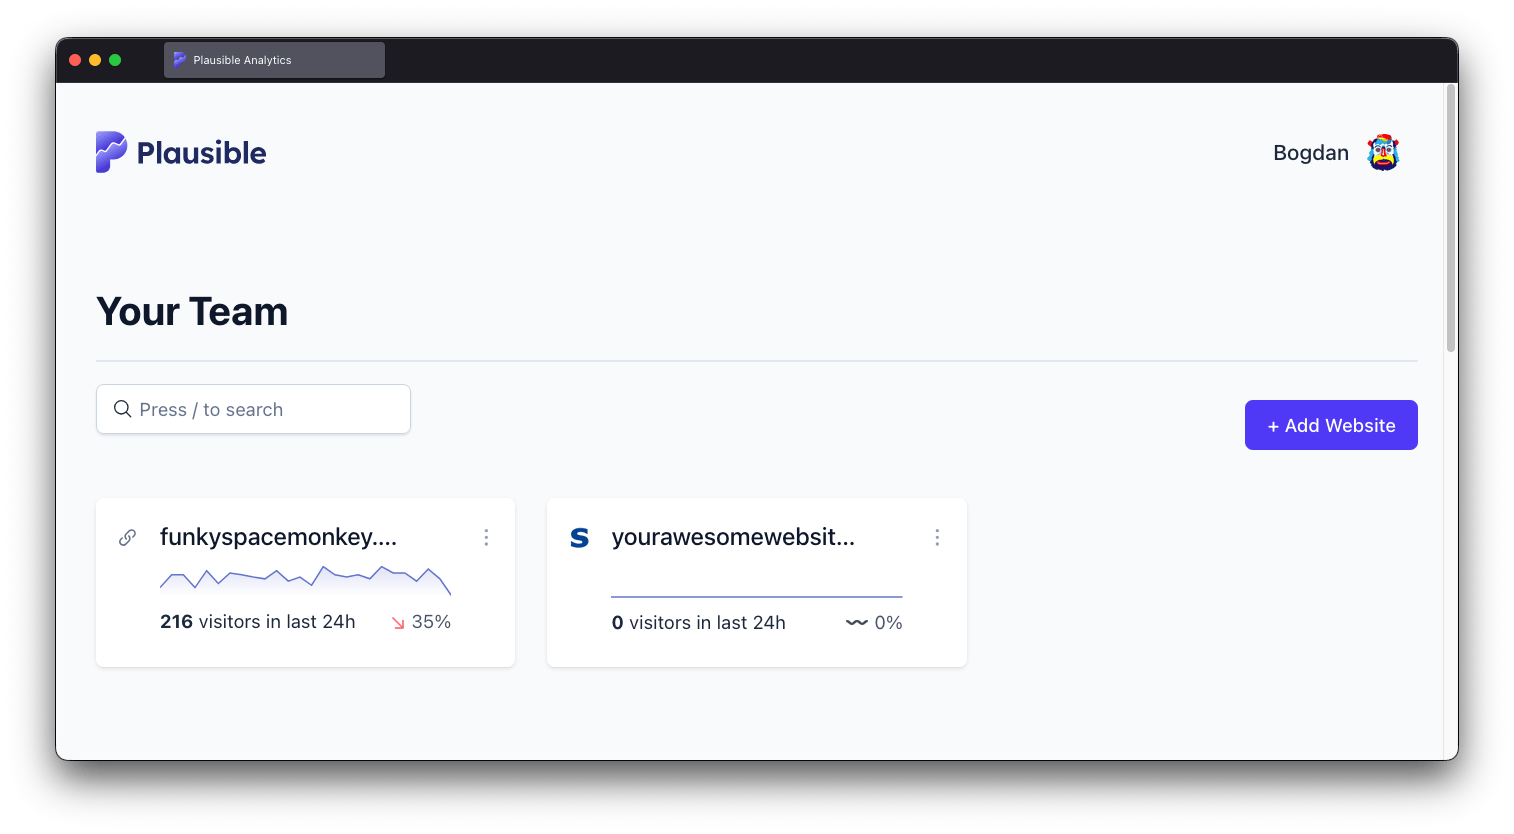 Plausible Analytics
Plausible
Bogdan
Your Team
Press / to search
+ Add Website
funkyspacemonkey....
216 visitors in last 24h
35%
yourawesomewebsit...
0 visitors in last 24h
0%